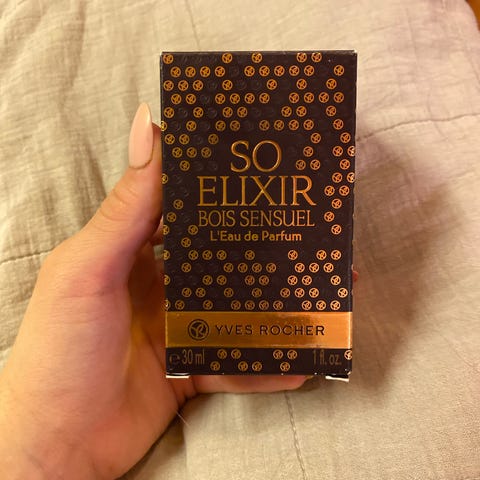 SO
ELIXIR
BOIS SENSUEL
L'Eau de Parfum
YVES ROCHER
℮ 30 ml 1 fl. oz.